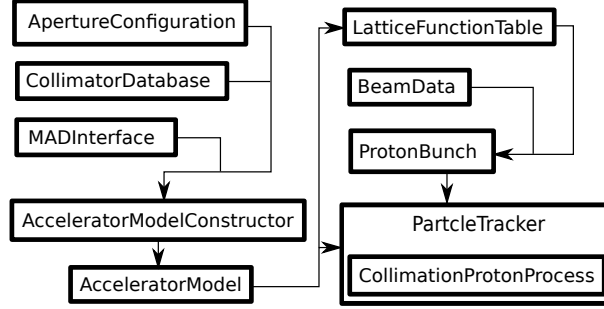 ApertureConfiguration
CollimatorDatabase
MADInterface
AcceleratorModelConstructor
AcceleratorModel
LatticeFunctionTable
BeamData
ProtonBunch
PartcleTracker
CollimationProtonProcess